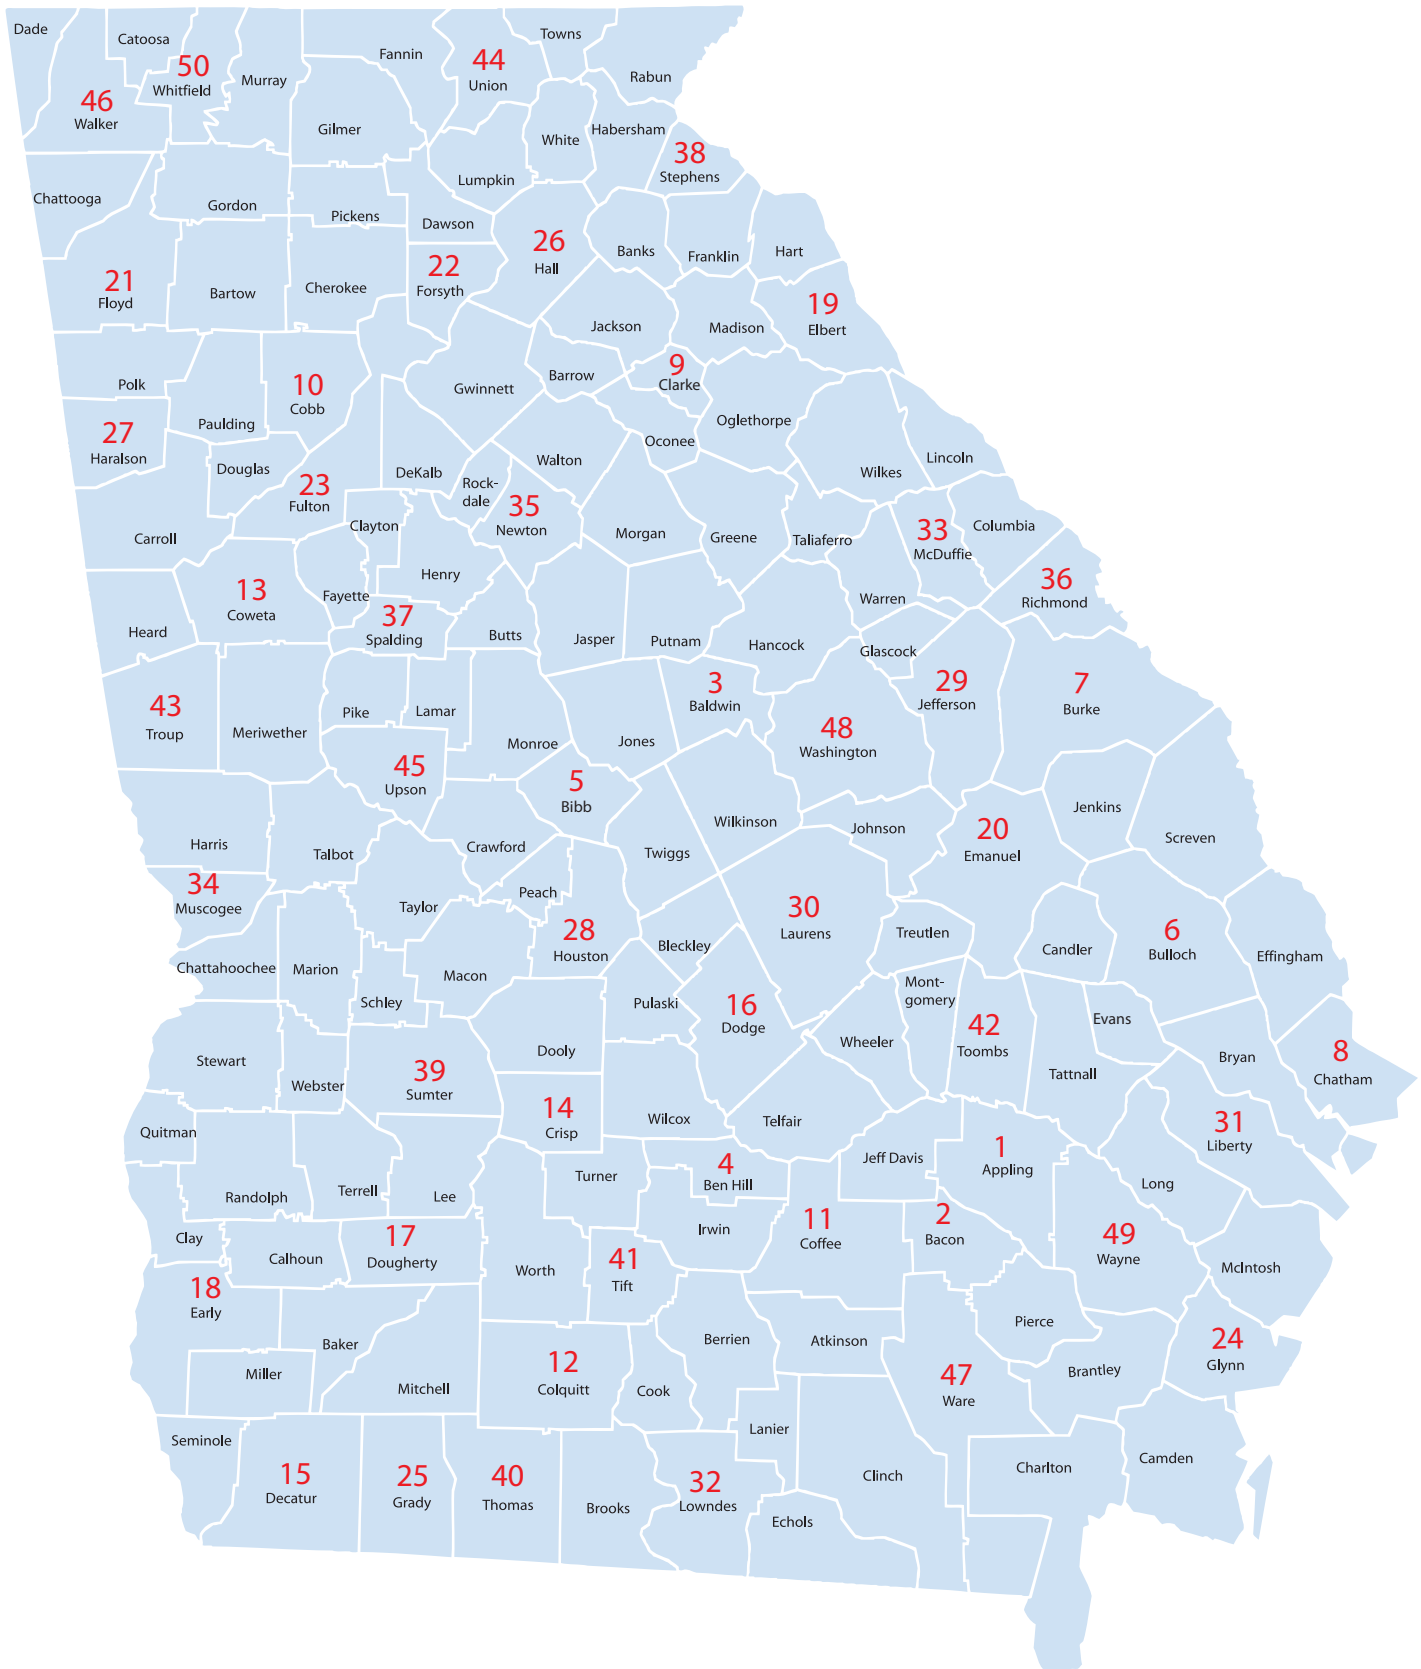 Dade
Catoosa
50
Whitfield
Murray
Fannin
44
Union
Towns
Rabun
46
Walker
Gilmer
White
Habersham
38
Stephens
Lumpkin
Chattooga
Gordon
Pickens
Dawson
26
Hall
Banks
Franklin
Hart
21
Floyd
Bartow
Cherokee
22
Forsyth
19
Elbert
Jackson
Madison
Polk
10
Cobb
Gwinnett
Barrow
9
Clarke
27
Haralson
Paulding
Oglethorpe
Oconee
Douglas
DeKalb
Rock-
dale
Walton
Wilkes
Lincoln
23
Fulton
Clayton
35
Newton
Carroll
Morgan
Greene
Taliaferro
33
McDuffie
Columbia
Henry
13
Coweta
Fayette
36
Richmond
Warren
Heard
37
Spalding
Butts
Jasper
Putnam
Hancock
Glascock
43
Troup
Meriwether
Pike
Lamar
Monroe
Jones
3
Baldwin
48
Washington
29
Jefferson
7
Burke
45
Upson
5
Bibb
Harris
Talbot
Crawford
Twiggs
Wilkinson
Johnson
20
Emanuel
Jenkins
Screven
34
Muscogee
Taylor
Peach
30
Laurens
28
Houston
Bleckley
Treutlen
Candler
6
Bulloch
Effingham
Chattahoochee
Marion
Macon
Schley
Pulaski
16
Dodge
Mont-
gomery
Wheeler
42
Toombs
Evans
Stewart
Webster
39
Sumter
Dooly
Tattnall
Bryan
8
Chatham
Quitman
14
Crisp
Wilcox
Telfair
31
Liberty
Randolph
Terrell
Lee
Turner
4
Ben Hill
Jeff Davis
1
Appling
Long
Clay
Calhoun
17
Dougherty
Worth
41
Tift
Irwin
11
Coffee
2
Bacon
49
Wayne
McIntosh
18
Early
Baker
Miller
Mitchell
12
Colquitt
Cook
Berrien
Atkinson
Pierce
47
Ware
Brantley
24
Glynn
Seminole
15
Decatur
25
Grady
40
Thomas
Brooks
32
Lowndes
Lanier
Echols
Clinch
Charlton
Camden